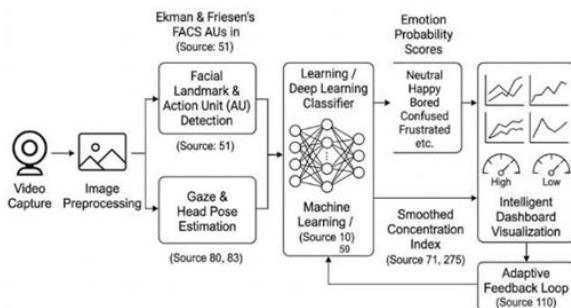 Ekman & Friesen's
FACS AUs in
(Source: 51)
Facial
Landmark &
Action Unit (AU)
Detection
(Source: 51)
Video
Capture
Image
Preprocessing
Gaze &
Head Pose
Estimation
(Source 80, 83)
Learning /
Deep Learning
Classifier
Machine Learning /
(Source 10)
59
Emotion
Probability
Scores
Neutral
Happy
Bored
Confused
Frustrated
etc.
Smoothed
Concentration
Index
(Source 71, 275)
High
Low
Intelligent
Dashboard
Visualization
Adaptive
Feedback Loop
(Source 110)